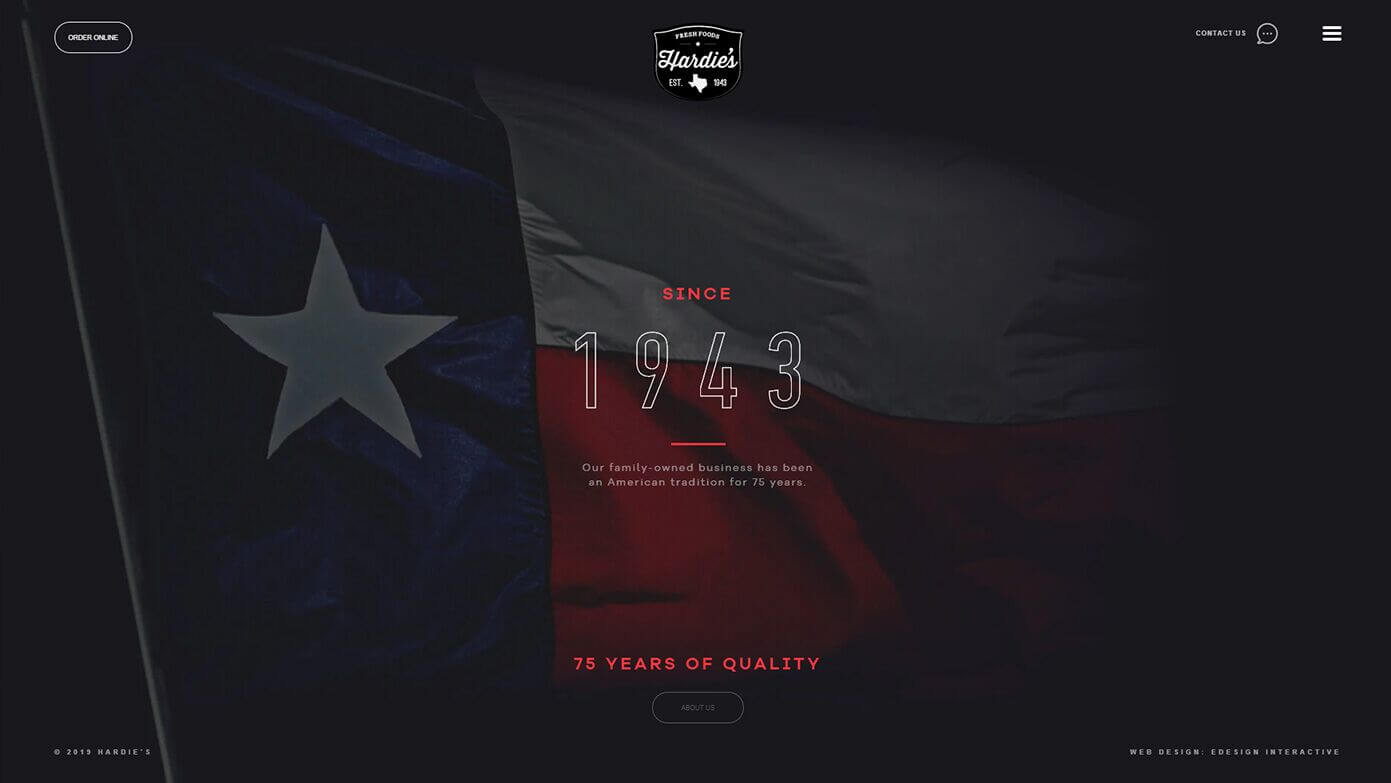 ORDER ONLINE
FRESH FOODS
Hardie's
EST. 1943
CONTACT US
SINCE
1943
Our family-owned business has been
an American tradition for 75 years.
75 YEARS OF QUALITY
ABOUT US
© 2019 HARDIE'S
WEB DESIGN: EDESIGN INTERACTIVE